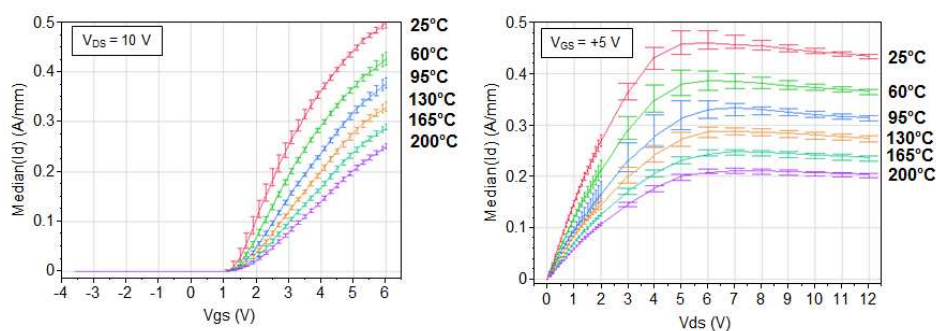 V_DS = 10 V
25°C
60°C
95°C
130°C
165°C
200°C
0.5
0.4
0.3
0.2
0.1
0
Median(Id) (A/mm)
-4 -3 -2 -1 0 1 2 3 4 5 6
Vgs (V)
V_GS = +5 V
25°C
60°C
95°C
130°C
165°C
200°C
0.5
0.4
0.3
0.2
0.1
0
Median(Id) (A/mm)
0 1 2 3 4 5 6 7 8 9 10 11 12
Vds (V)